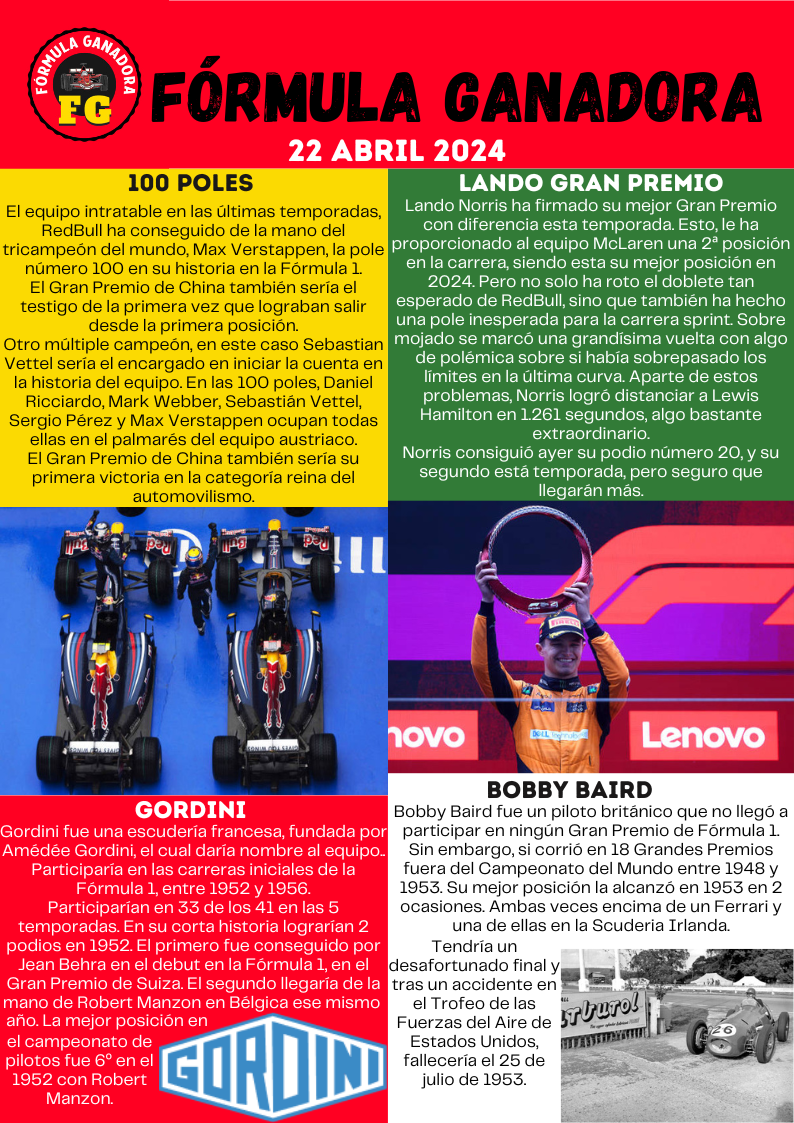 FÓRMULA GANADORA
FG
FÓRMULA GANADORA
22 ABRIL 2024
100 POLES
El equipo intratable en las últimas temporadas,
RedBull ha conseguido de la mano del
tricampeón del mundo, Max Verstappen, la pole
número 100 en su historia en la Fórmula 1.
El Gran Premio de China también sería el
testigo de la primera vez que lograban salir
desde la primera posición.
Otro múltiple campeón, en este caso Sebastian
Vettel sería el encargado en iniciar la cuenta en
la historia del equipo. En las 100 poles, Daniel
Ricciardo, Mark Webber, Sebastián Vettel,
Sergio Pérez y Max Verstappen ocupan todas
ellas en el palmarés del equipo austriaco.
El Gran Premio de China también sería su
primera victoria en la categoría reina del
automovilismo.
LANDO GRAN PREMIO
Lando Norris ha firmado su mejor Gran Premio
con diferencia esta temporada. Esto, le ha
proporcionado al equipo McLaren una 2ª posición
en la carrera, siendo esta su mejor posición en
2024. Pero no solo ha roto el doblete tan
esperado de RedBull, sino que también ha hecho
una pole inesperada para la carrera sprint. Sobre
mojado se marcó una grandísima vuelta con algo
de polémica sobre si había sobrepasado los
límites en la última curva. Aparte de estos
problemas, Norris logró distanciar a Lewis
Hamilton en 1.261 segundos, algo bastante
extraordinario.
Norris consiguió ayer su podio número 20, y su
segundo está temporada, pero seguro que
llegarán más.
Red Bull
Red Bull
novo
Lenovo
PIRELLI
DELL
GORDINI
Gordini fue una escudería francesa, fundada por
Amédée Gordini, el cual daría nombre al equipo..
Participaría en las carreras iniciales de la
Fórmula 1, entre 1952 y 1956.
Participarían en 33 de los 41 en las 5
temporadas. En su corta historia lograrían 2
podios en 1952. El primero fue conseguido por
Jean Behra en el debut en la Fórmula 1, en el
Gran Premio de Suiza. El segundo llegaría de la
mano de Robert Manzon en Bélgica ese mismo
año. La mejor posición en
el campeonato de
pilotos fue 6º en el
1952 con Robert
Manzon.
GORDINI
BOBBY BAIRD
Bobby Baird fue un piloto británico que no llegó a
participar en ningún Gran Premio de Fórmula 1.
Sin embargo, si corrió en 18 Grandes Premios
fuera del Campeonato del Mundo entre 1948 y
1953. Su mejor posición la alcanzó en 1953 en 2
ocasiones. Ambas veces encima de un Ferrari y
una de ellas en la Scuderia Irlanda.
Tendría un
desafortunado final y
tras un accidente en
el Trofeo de las
Fuerzas del Aire de
Estados Unidos,
fallecería el 25 de
julio de 1953.
26